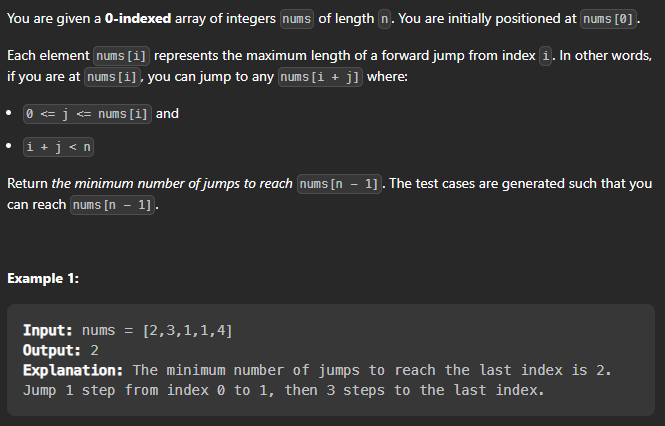 You are given a 0-indexed array of integers nums of length n. You are initially positioned at nums[0].
Each element nums[i] represents the maximum length of a forward jump from index i. In other words,
if you are at nums[i], you can jump to any nums[i + j] where:
• 0 <= j <= nums[i] and
• i + j < n
Return the minimum number of jumps to reach nums[n - 1]. The test cases are generated such that you
can reach nums[n - 1].
Example 1:
Input: nums = [2,3,1,1,4]
Output: 2
Explanation: The minimum number of jumps to reach the last index is 2.
Jump 1 step from index 0 to 1, then 3 steps to the last index.